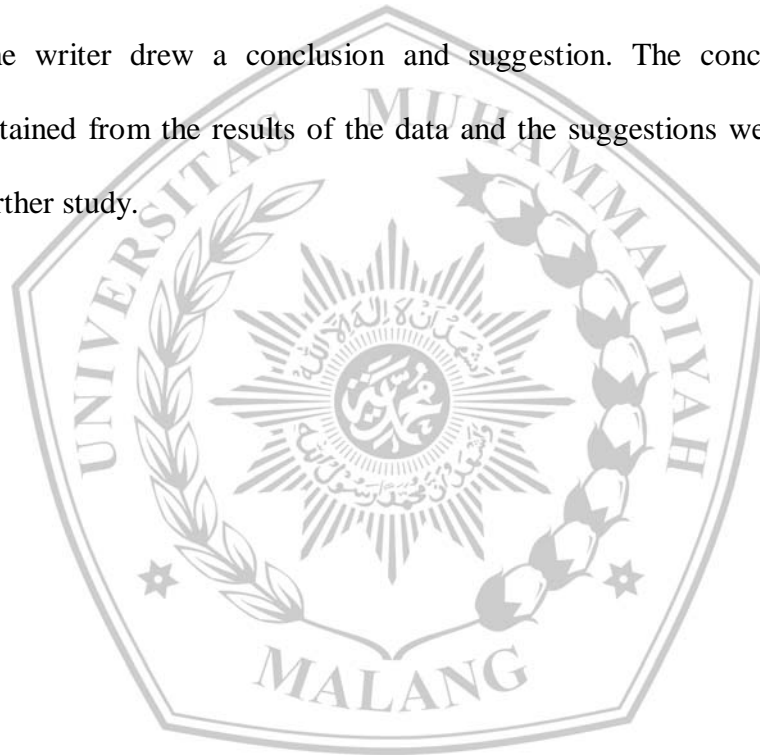 he writer drew a conclusion and suggestion. The conc
tained from the results of the data and the suggestions we
rther study.
UNIVERSITAS MUHAMMADIYAH
MALANG